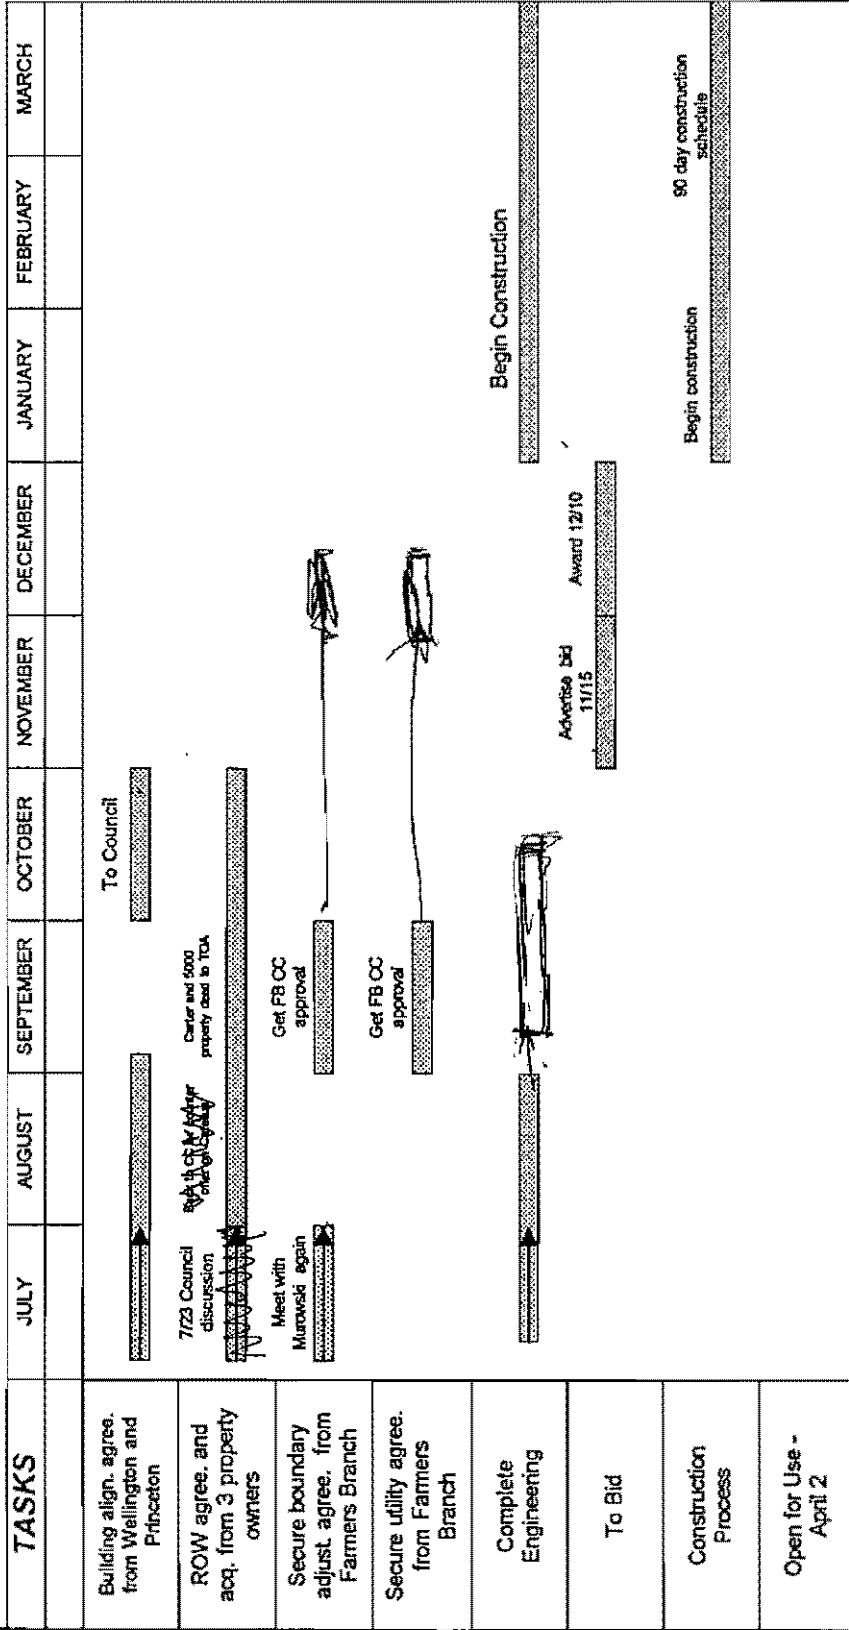 TASKS
JULY
AUGUST
SEPTEMBER
OCTOBER
NOVEMBER
DECEMBER
JANUARY
FEBRUARY
MARCH
Building align. agree.
from Wellington and
Princeton
To Council
ROW agree. and
acq. from 3 property
owners
7/23 Council
discussion
Carter and 5000
property deed to TOA
Secure boundary
adjust. agree. from
Farmers Branch
Meet with
Murowski again
Get FB CC
approval
Secure utility agree.
from Farmers
Branch
Get FB CC
approval
Complete
Engineering
Begin Construction
To Bid
Advertise bid
11/15
Award 12/10
Construction
Process
Begin construction
90 day construction
schedule
Open for Use -
April 2